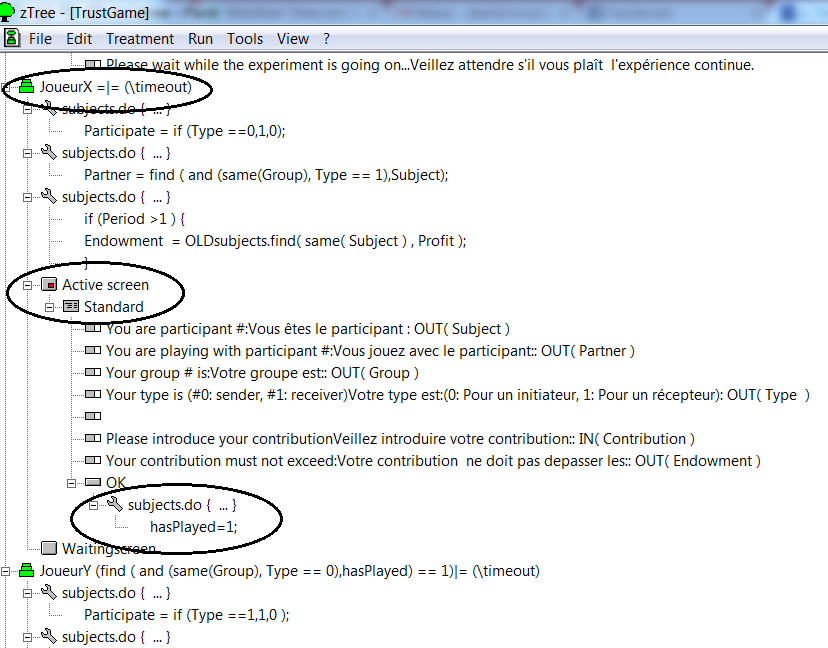 zTree - [TrustGame]
File Edit Treatment Run Tools View ?
Please wait while the experiment is going on...Veillez attendre s'il vous plaît l'expérience continue.
JoueurX =|= (\timeout)
subjects.do { ... }
Participate = if (Type ==0,1,0);
subjects.do { ... }
Partner = find ( and (same(Group), Type == 1),Subject);
subjects.do { ... }
if (Period >1 ) {
Endowment = OLDsubjects.find( same( Subject ) , Profit );
}
Active screen
Standard
You are participant #:Vous êtes le participant : OUT( Subject )
You are playing with participant #:Vous jouez avec le participant:: OUT( Partner )
Your group # is:Votre groupe est:: OUT( Group )
Your type is (#0: sender, #1: receiver)Votre type est:(0: Pour un initiateur, 1: Pour un récepteur): OUT( Type )
Please introduce your contributionVeillez introduire votre contribution:: IN( Contribution )
Your contribution must not exceed:Votre contribution ne doit pas depasser les:: OUT( Endowment )
OK
subjects.do { ... }
hasPlayed=1;
Waitingscreen
JoueurY (find ( and (same(Group), Type == 0),hasPlayed) == 1)|= (\timeout)
subjects.do { ... }
Participate = if (Type ==1,1,0 );
subjects.do { ... }